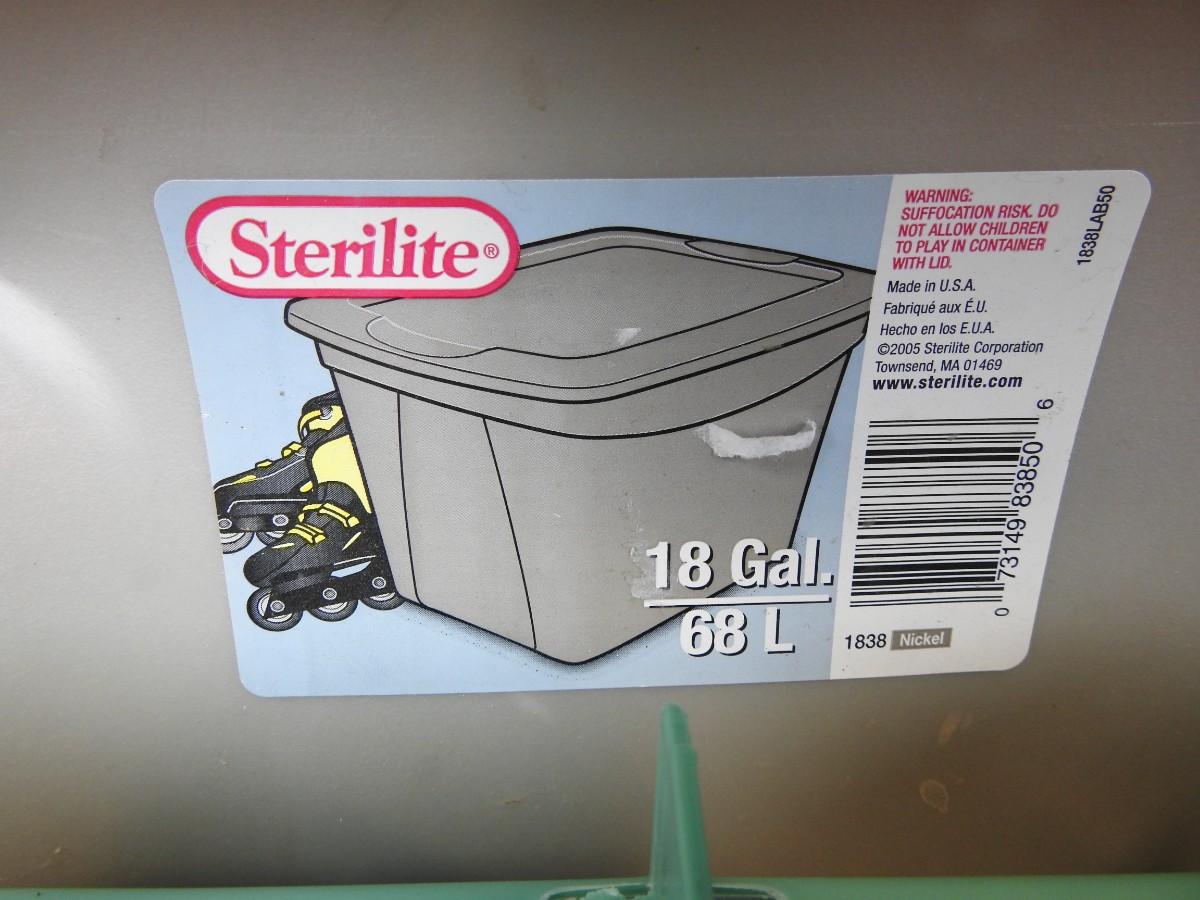 Sterilite®
18 Gal.
68 L
WARNING:
SUFFOCATION RISK. DO
NOT ALLOW CHILDREN
TO PLAY IN CONTAINER
WITH LID.
1838LAB50
Made in U.S.A.
Fabriqué aux É.U.
Hecho en los E.U.A.
©2005 Sterilite Corporation
Townsend, MA 01469
www.sterilite.com
0 73149 83850 6
1838 Nickel